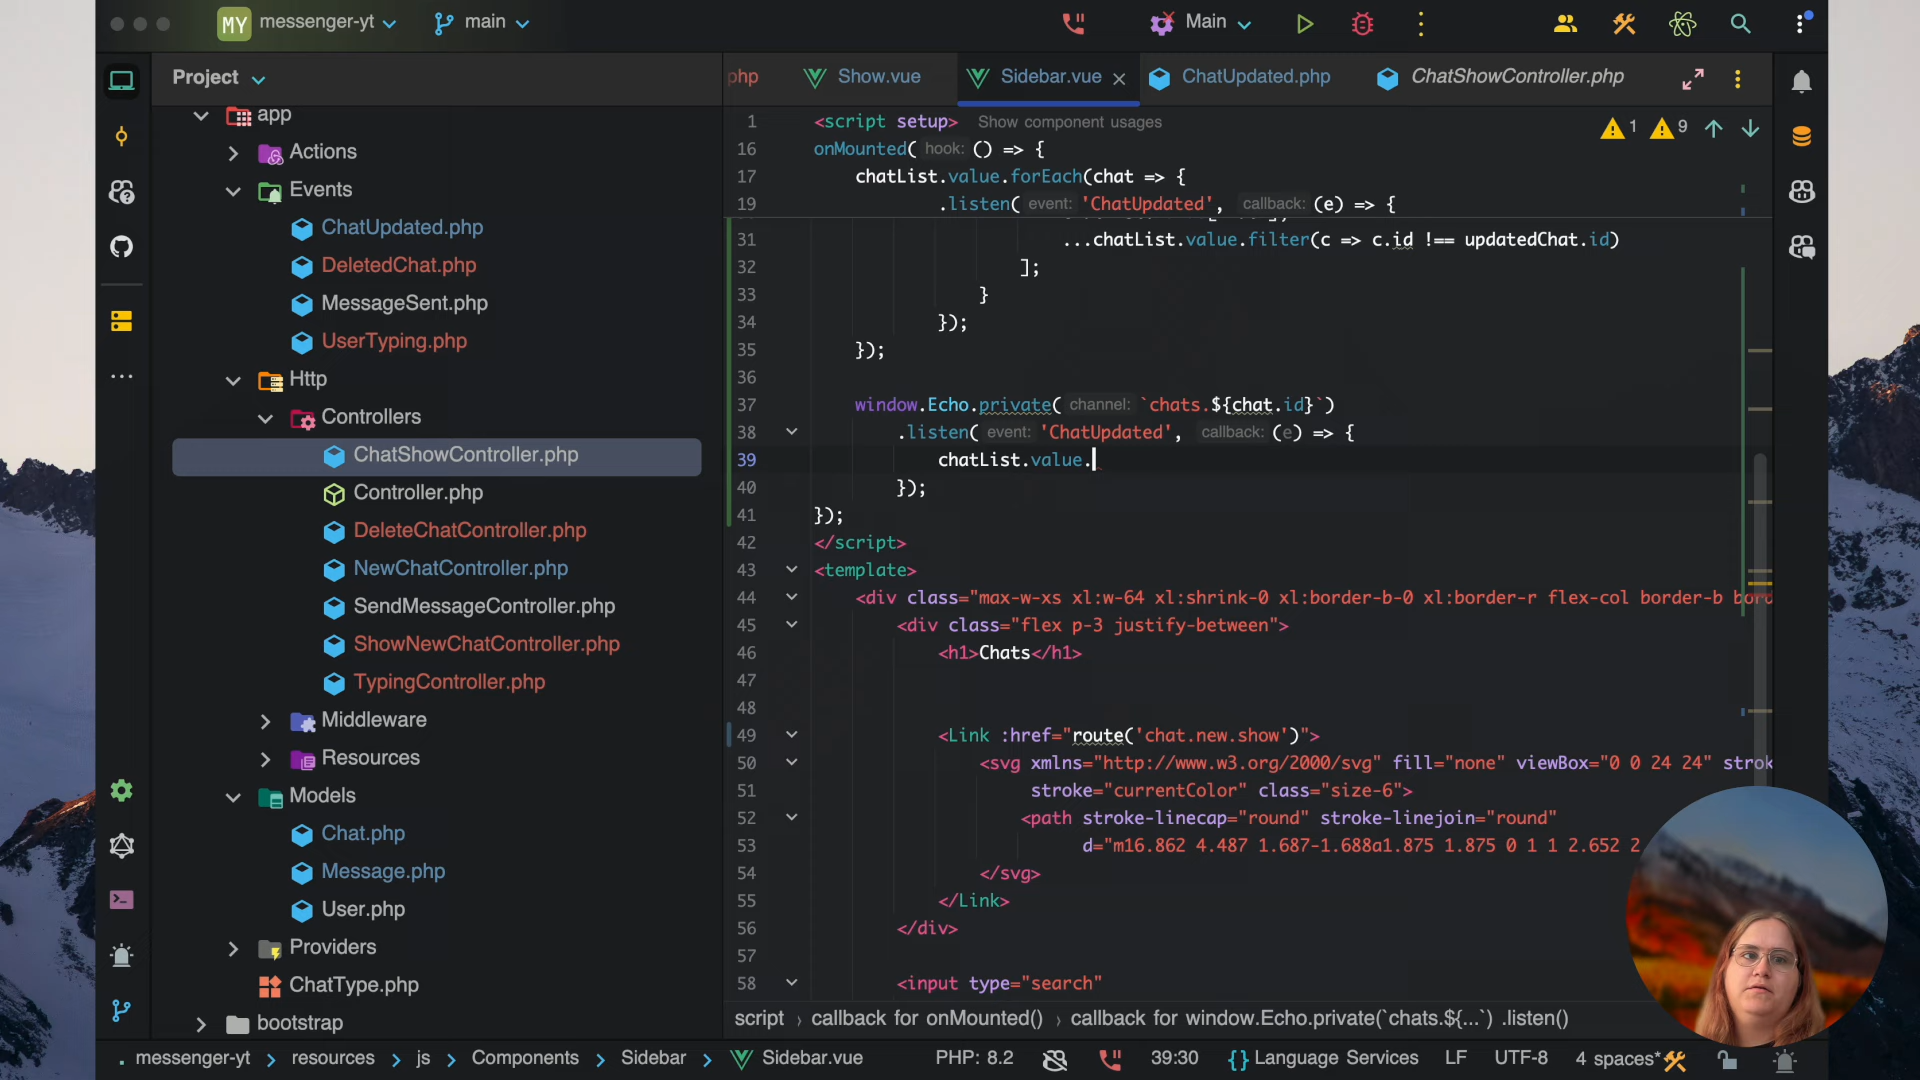 MY messenger-yt main Main
Project
app
Actions
Events
ChatUpdated.php
DeletedChat.php
MessageSent.php
UserTyping.php
Http
Controllers
ChatShowController.php
Controller.php
DeleteChatController.php
NewChatController.php
SendMessageController.php
ShowNewChatController.php
TypingController.php
Middleware
Resources
Models
Chat.php
Message.php
User.php
Providers
ChatType.php
bootstrap
php Show.vue Sidebar.vue ChatUpdated.php ChatShowController.php
1 9
1 <script setup> Show component usages
16 onMounted( hook: () => {
17 chatList.value.forEach(chat => {
19 .listen( event: 'ChatUpdated', callback: (e) => {
31 ...chatList.value.filter(c => c.id !== updatedChat.id)
32 ];
33 }
34 });
35 });
36
37 window.Echo.private( channel: `chats.${chat.id}`)
38 .listen( event: 'ChatUpdated', callback: (e) => {
39 chatList.value.
40 });
41 });
42 </script>
43 <template>
44 <div class="max-w-xs xl:w-64 xl:shrink-0 xl:border-b-0 xl:border-r flex-col border-b bord
45 <div class="flex p-3 justify-between">
46 <h1>Chats</h1>
47
48
49 <Link :href="route('chat.new.show')">
50 <svg xmlns="http://www.w3.org/2000/svg" fill="none" viewBox="0 0 24 24" strok
51 stroke="currentColor" class="size-6">
52 <path stroke-linecap="round" stroke-linejoin="round"
53 d="m16.862 4.487 1.687-1.688a1.875 1.875 0 1 1 2.652 2
54 </svg>
55 </Link>
56 </div>
57
58 <input type="search"
script › callback for onMounted() › callback for window.Echo.private(`chats.${...`) .listen()
messenger-yt > resources > js > Components > Sidebar > Sidebar.vue PHP: 8.2 39:30 {} Language Services LF UTF-8 4 spaces*